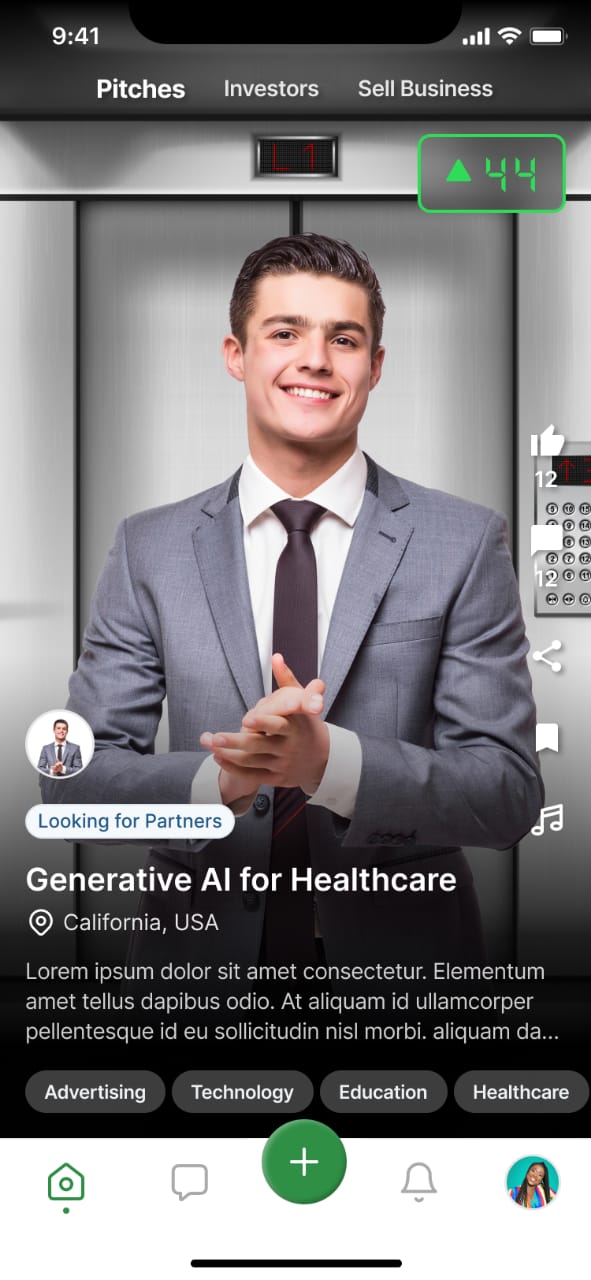 9:41
Pitches Investors Sell Business
L 1
44
12
12
Looking for Partners
Generative AI for Healthcare
California, USA
Lorem ipsum dolor sit amet consectetur. Elementum
amet tellus dapibus odio. At aliquam id ullamcorper
pellentesque id eu sollicitudin nisl morbi. aliquam da...
Advertising Technology Education Healthcare